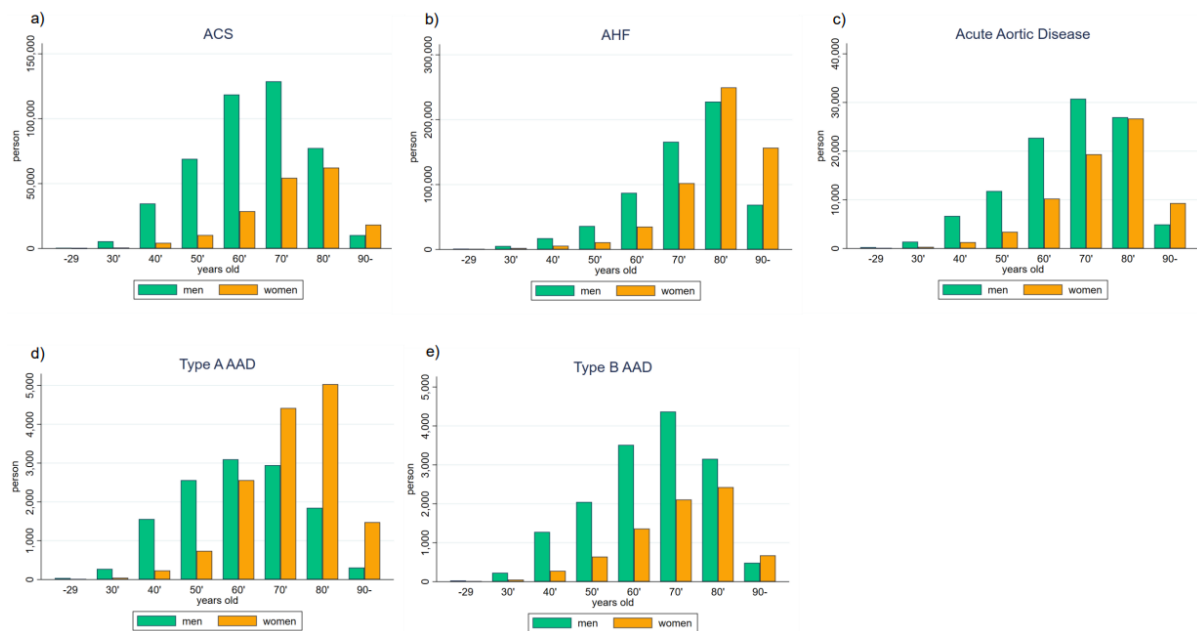 a)
ACS
person
150,000
100,000
50,000
0
-29 30' 40' 50' 60' 70' 80' 90-
years old
men women
b)
AHF
person
300,000
200,000
100,000
0
-29 30' 40' 50' 60' 70' 80' 90-
years old
men women
c)
Acute Aortic Disease
person
40,000
30,000
20,000
10,000
0
-29 30' 40' 50' 60' 70' 80' 90-
years old
men women
d)
Type A AAD
person
5,000
4,000
3,000
2,000
1,000
0
-29 30' 40' 50' 60' 70' 80' 90-
years old
men women
e)
Type B AAD
person
5,000
4,000
3,000
2,000
1,000
0
-29 30' 40' 50' 60' 70' 80' 90-
years old
men women